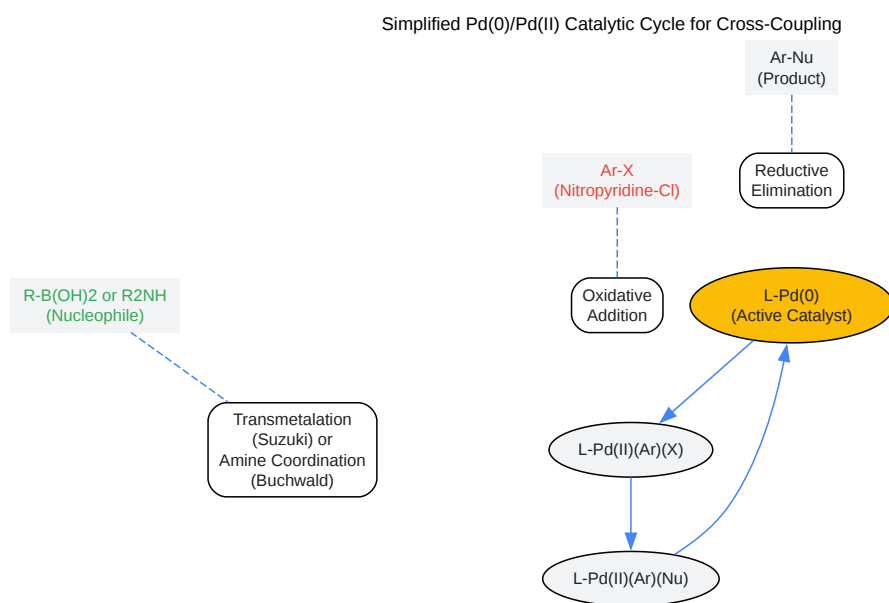 Simplified Pd(0)/Pd(II) Catalytic Cycle for Cross-Coupling
Ar-Nu
(Product)
Ar-X
(Nitropyridine-Cl)
Reductive
Elimination
R-B(OH)2 or R2NH
(Nucleophile)
Oxidative
Addition
L-Pd(0)
(Active Catalyst)
Transmetalation
(Suzuki) or
Amine Coordination
(Buchwald)
L-Pd(II)(Ar)(X)
L-Pd(II)(Ar)(Nu)